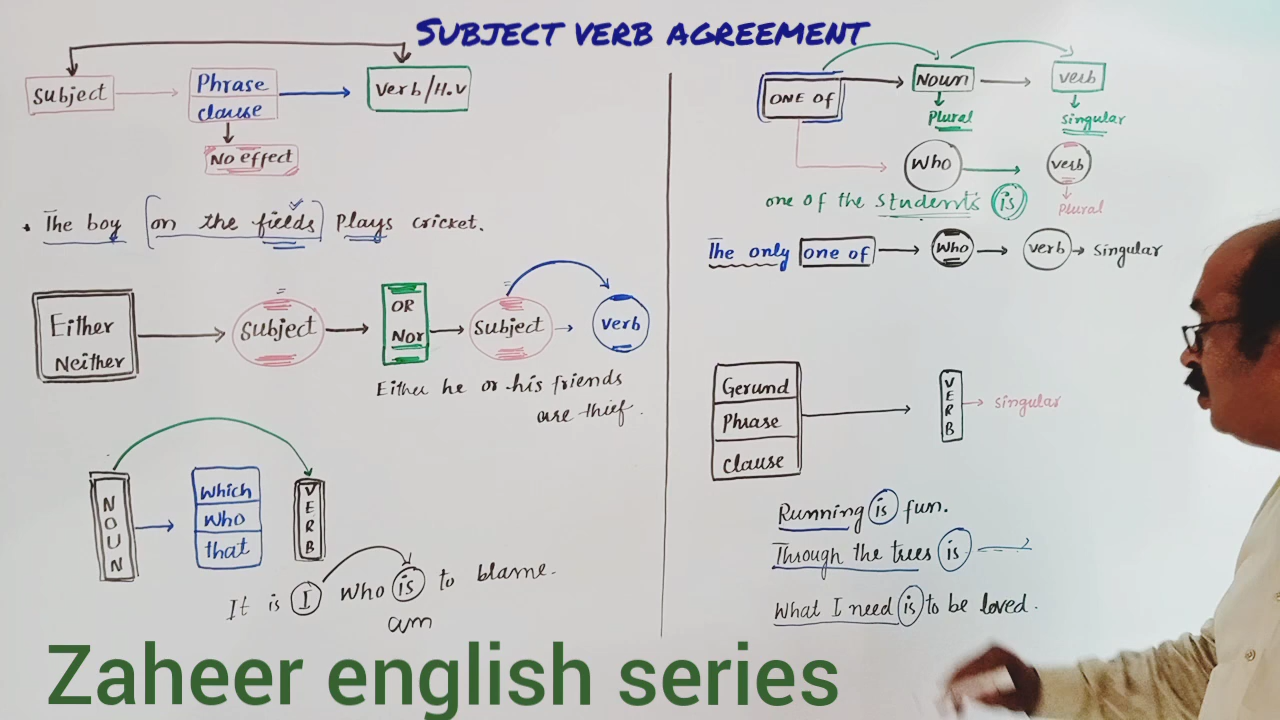 SUBJECT VERB AGREEMENT
Subject
Phrase
clause
Verb/H.V
No effect
The boy (on the fields) Plays cricket.
Either
Neither
Subject
OR
Nor
Subject
verb
Either he or his friends
are thief.
NOUN
which
who
that
VERB
It is I who is to blame.
am
ONE Of
NOUN
verb
Plural
singular
Who
verb
Plural
one of the students is
The only one of
Who
verb
singular
Gerund
Phrase
clause
VERB
singular
Running is fun.
Through the trees is
What I need is to be loved.
Zaheer english series